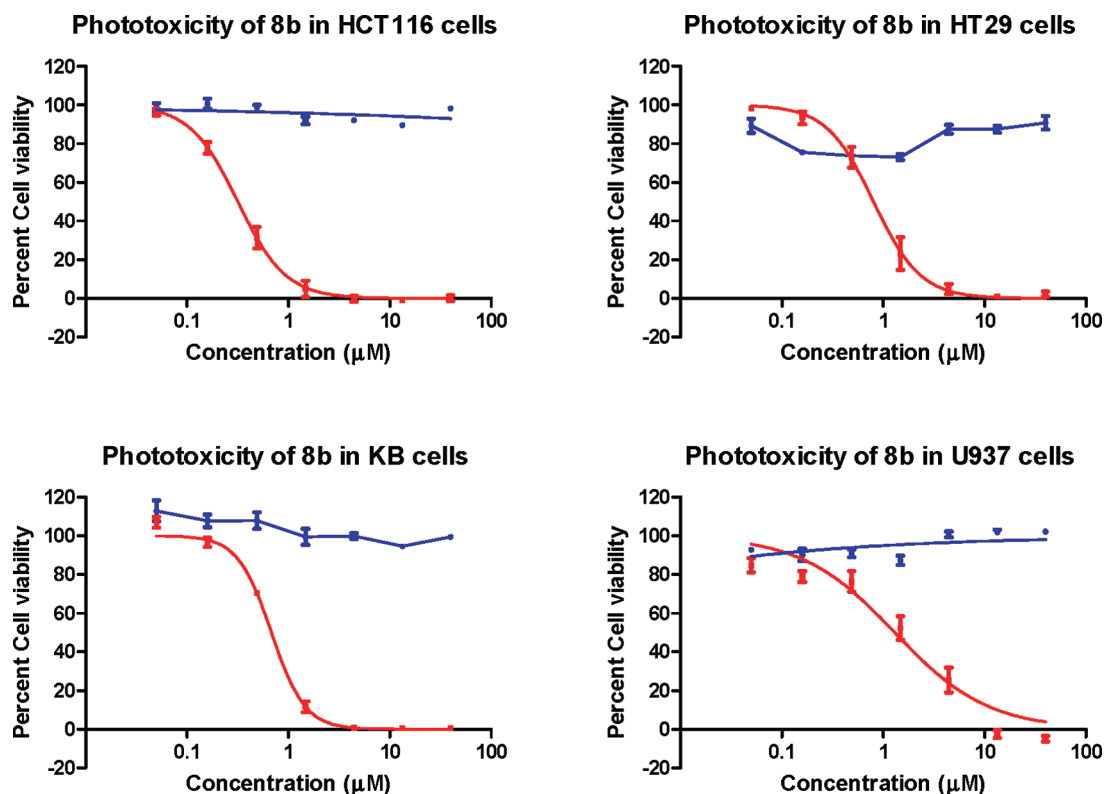 Phototoxicity of 8b in HCT116 cells
Percent Cell viability
120
100
80
60
40
20
0
-20
0.1 1 10 100
Concentration (μM)
Phototoxicity of 8b in HT29 cells
Percent Cell viability
120
100
80
60
40
20
0
-20
0.1 1 10 100
Concentration (μM)
Phototoxicity of 8b in KB cells
Percent Cell viability
120
100
80
60
40
20
0
-20
0.1 1 10 100
Concentration (μM)
Phototoxicity of 8b in U937 cells
Percent Cell viability
120
100
80
60
40
20
0
-20
0.1 1 10 100
Concentration (μM)